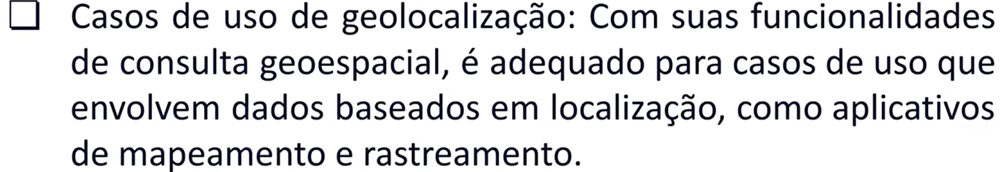 ❑ Casos de uso de geolocalização: Com suas funcionalidades
de consulta geoespacial, é adequado para casos de uso que
envolvem dados baseados em localização, como aplicativos
de mapeamento e rastreamento.